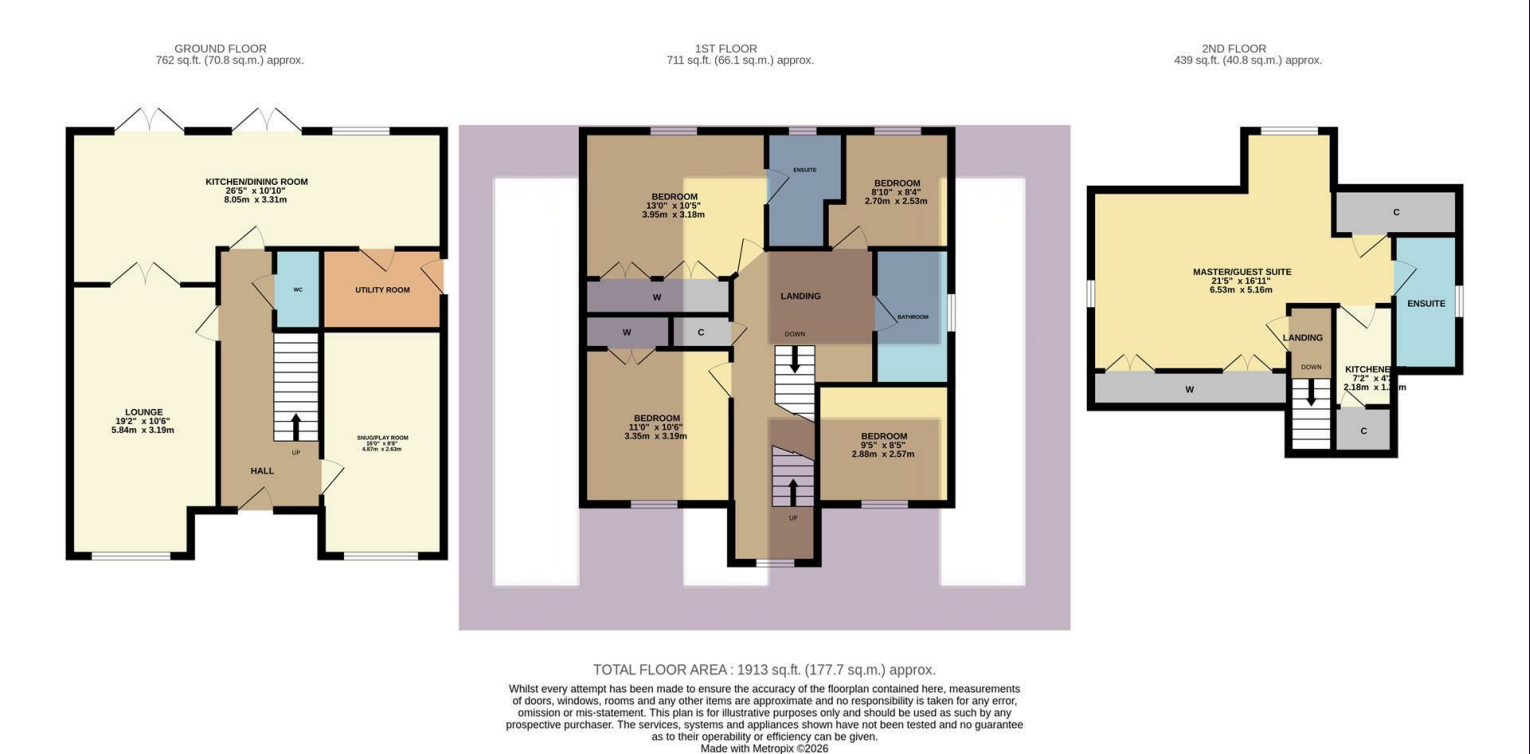 GROUND FLOOR
762 sq.ft. (70.8 sq.m.) approx.
KITCHEN/DINING ROOM
26'5" x 10'10"
8.05m x 3.31m
WC
UTILITY ROOM
LOUNGE
19'2" x 10'6"
5.84m x 3.19m
SNUG/PLAY ROOM
16'0" x 8'8"
4.87m x 2.63m
UP
HALL
1ST FLOOR
711 sq.ft. (66.1 sq.m.) approx.
BEDROOM
13'0" x 10'5"
3.95m x 3.18m
ENSUITE
BEDROOM
8'10" x 8'4"
2.70m x 2.53m
W
LANDING
BATHROOM
W
C
DOWN
BEDROOM
11'0" x 10'6"
3.35m x 3.19m
BEDROOM
9'5" x 8'5"
2.88m x 2.57m
UP
2ND FLOOR
439 sq.ft. (40.8 sq.m.) approx.
C
MASTER/GUEST SUITE
21'5" x 16'11"
6.53m x 5.16m
ENSUITE
LANDING
DOWN
7'2" x
2.18m x
W
C
TOTAL FLOOR AREA : 1913 sq.ft. (177.7 sq.m.) approx.
Whilst every attempt has been made to ensure the accuracy of the floorplan contained here, measurements
of doors, windows, rooms and any other items are approximate and no responsibility is taken for any error,
omission or mis-statement. This plan is for illustrative purposes only and should be used as such by any
prospective purchaser. The services, systems and appliances shown have not been tested and no guarantee
as to their operability or efficiency can be given.
Made with Metropix ©2026